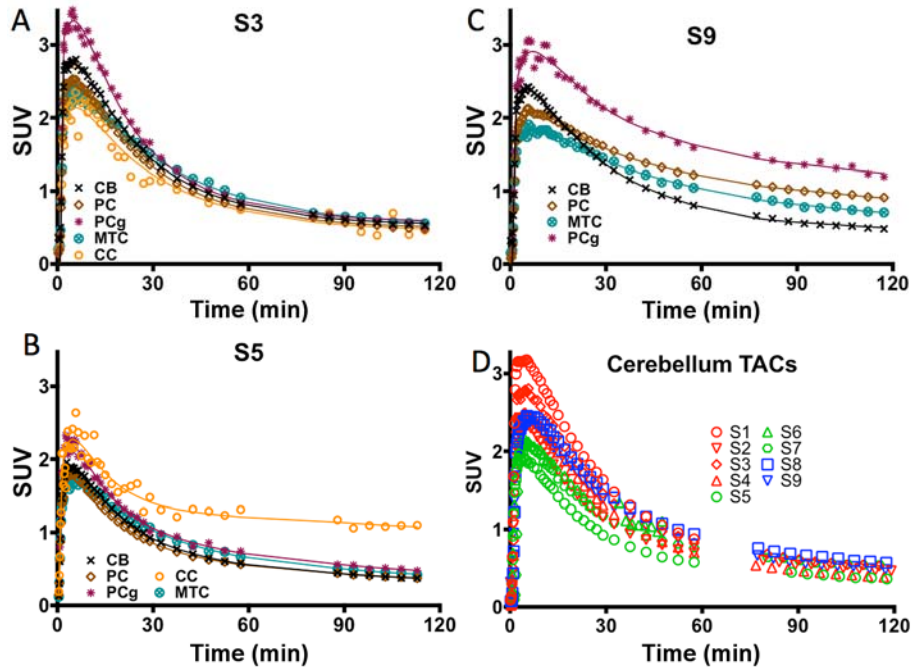 A
S3
SUV
3
2
1
0
CB
PC
PCg
MTC
CC
0 30 60 90 120
Time (min)
C
S9
SUV
3
2
1
0
CB
PC
MTC
PCg
0 30 60 90 120
Time (min)
B
S5
SUV
3
2
1
0
CB
PC CC
PCg MTC
0 30 60 90 120
Time (min)
D
Cerebellum TACs
SUV
3
2
1
0
S1 S6
S2 S7
S3 S8
S4 S9
S5
0 30 60 90 120
Time (min)